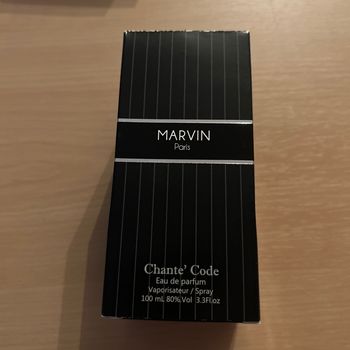 MARVIN
Paris
Chante' Code
Eau de parfum
Vaporisateur / Spray
100 mL 80%.Vol 3.3Fl.oz